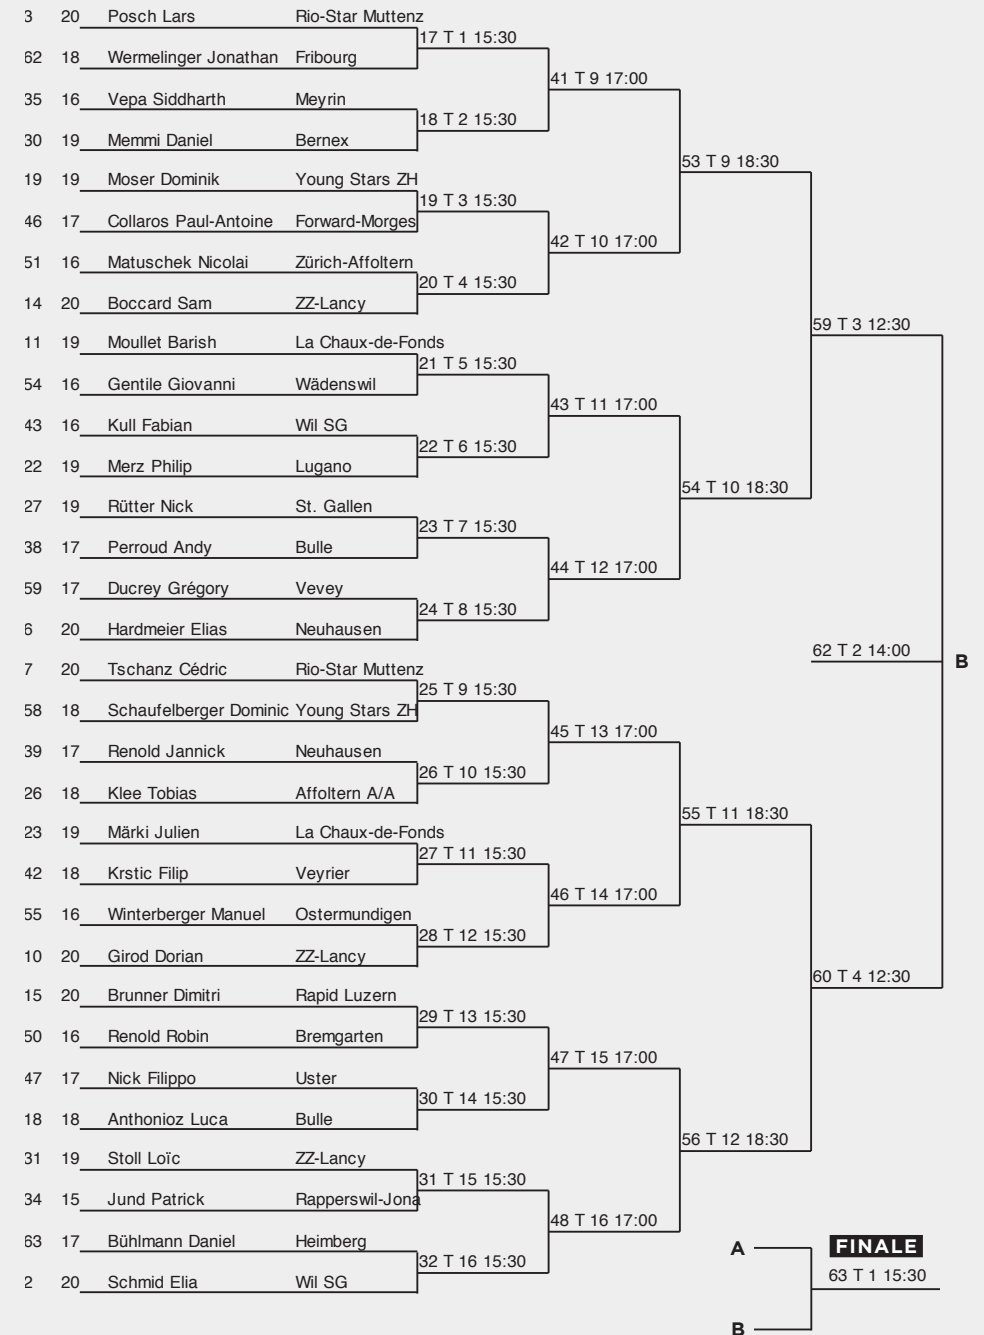 3 20 Posch Lars Rio-Star Muttenz
17 T 1 15:30
62 18 Wermelinger Jonathan Fribourg
41 T 9 17:00
35 16 Vepa Siddharth Meyrin
18 T 2 15:30
30 19 Memmi Daniel Bernex
53 T 9 18:30
19 19 Moser Dominik Young Stars ZH
19 T 3 15:30
46 17 Collaros Paul-Antoine Forward-Morges
42 T 10 17:00
51 16 Matuschek Nicolai Zürich-Affoltern
20 T 4 15:30
14 20 Boccard Sam ZZ-Lancy
59 T 3 12:30
11 19 Moullet Barish La Chaux-de-Fonds
21 T 5 15:30
54 16 Gentile Giovanni Wädenswil
43 T 11 17:00
43 16 Kull Fabian Wil SG
22 T 6 15:30
22 19 Merz Philip Lugano
54 T 10 18:30
27 19 Rütter Nick St. Gallen
23 T 7 15:30
38 17 Perroud Andy Bulle
44 T 12 17:00
59 17 Ducrey Grégory Vevey
24 T 8 15:30
6 20 Hardmeier Elias Neuhausen
62 T 2 14:00 B
7 20 Tschanz Cédric Rio-Star Muttenz
25 T 9 15:30
58 18 Schaufelberger Dominic Young Stars ZH
45 T 13 17:00
39 17 Renold Jannick Neuhausen
26 T 10 15:30
26 18 Klee Tobias Affoltern A/A
55 T 11 18:30
23 19 Märki Julien La Chaux-de-Fonds
27 T 11 15:30
42 18 Krstic Filip Veyrier
46 T 14 17:00
55 16 Winterberger Manuel Ostermundigen
28 T 12 15:30
10 20 Girod Dorian ZZ-Lancy
60 T 4 12:30
15 20 Brunner Dimitri Rapid Luzern
29 T 13 15:30
50 16 Renold Robin Bremgarten
47 T 15 17:00
47 17 Nick Filippo Uster
30 T 14 15:30
18 18 Anthonioz Luca Bulle
56 T 12 18:30
31 19 Stoll Loïc ZZ-Lancy
31 T 15 15:30
34 15 Jund Patrick Rapperswil-Jona
48 T 16 17:00
63 17 Bühlmann Daniel Heimberg
A FINALE
32 T 16 15:30
63 T 1 15:30
2 20 Schmid Elia Wil SG
B